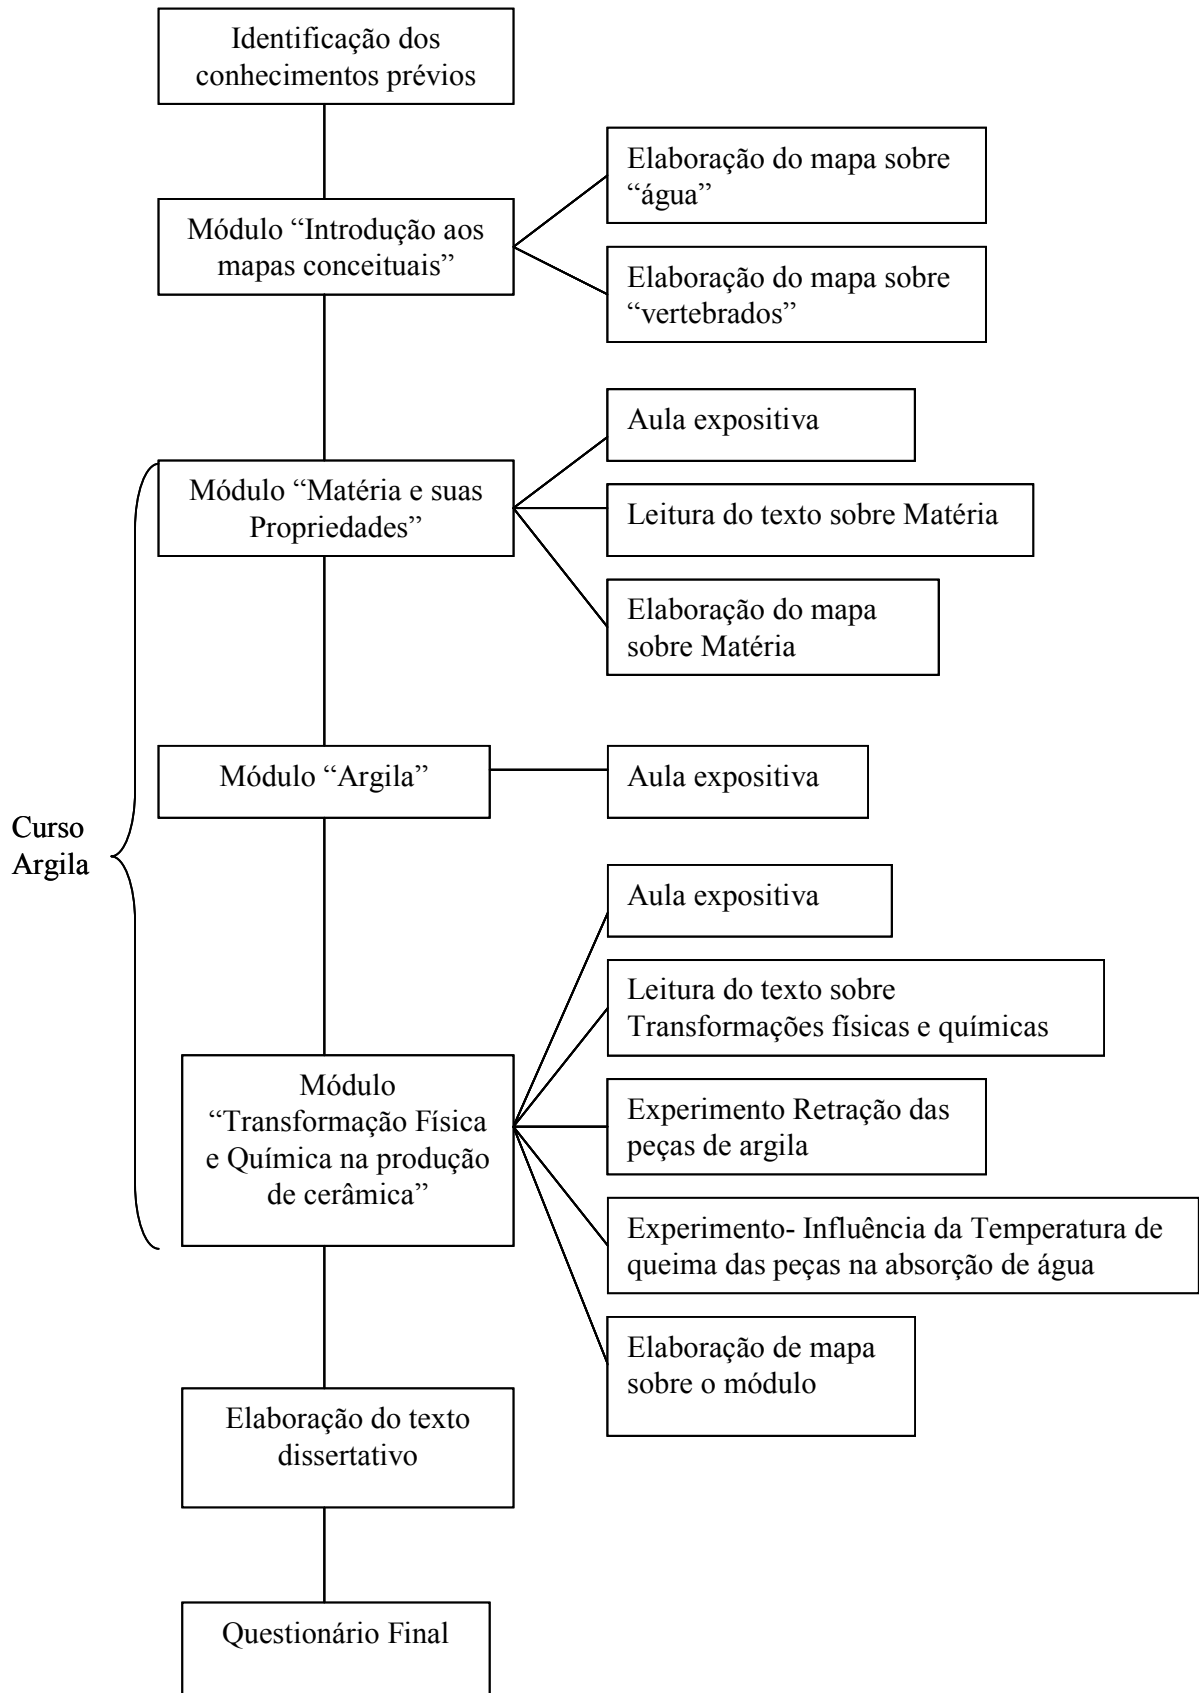 Identificação dos
conhecimentos prévios
Módulo “Introdução aos
mapas conceituais”
Elaboração do mapa sobre
“água”
Elaboração do mapa sobre
“vertebrados”
Curso
Argila
Módulo “Matéria e suas
Propriedades”
Aula expositiva
Leitura do texto sobre Matéria
Elaboração do mapa
sobre Matéria
Módulo “Argila”
Aula expositiva
Módulo
“Transformação Física
e Química na produção
de cerâmica”
Aula expositiva
Leitura do texto sobre
Transformações físicas e químicas
Experimento Retração das
peças de argila
Experimento- Influência da Temperatura de
queima das peças na absorção de água
Elaboração de mapa
sobre o módulo
Elaboração do texto
dissertativo
Questionário Final